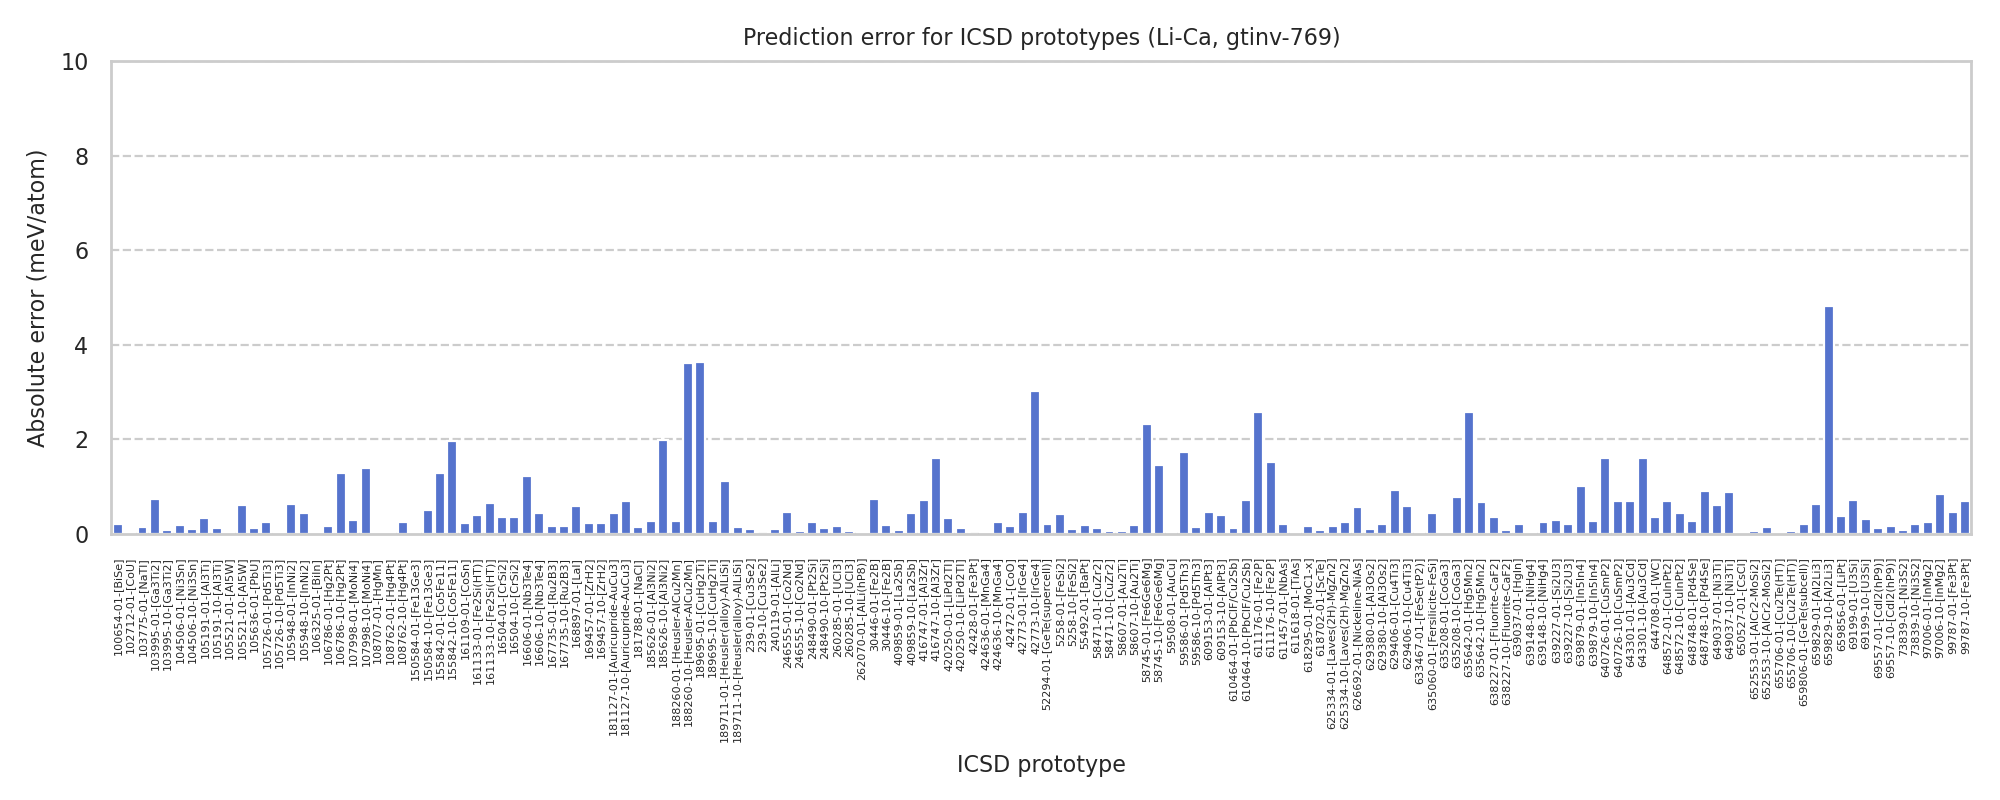 Prediction error for ICSD prototypes (Li-Ca, gtinv-769)
Absolute error (meV/atom)
10
8
6
4
2
0
100654-01-[BiSe]
102712-01-[CoU]
103775-01-[NaTl]
103995-01-[Ga3Ti2]
103995-10-[Ga3Ti2]
104506-01-[Ni3Sn]
104506-10-[Ni3Sn]
105191-01-[Al3Ti]
105191-10-[Al3Ti]
105521-01-[Al5W]
105521-10-[Al5W]
105636-01-[PbU]
105726-01-[Pd5Ti3]
105726-10-[Pd5Ti3]
105948-01-[InNi2]
105948-10-[InNi2]
106325-01-[BiIn]
106786-01-[Hg2Pt]
106786-10-[Hg2Pt]
107998-01-[MoNi4]
107998-10-[MoNi4]
108707-01-[HgMn]
108762-01-[Hg4Pt]
108762-10-[Hg4Pt]
150584-01-[Fe13Ge3]
150584-10-[Fe13Ge3]
155842-01-[Co5Fe11]
155842-10-[Co5Fe11]
161109-01-[CoSn]
161133-01-[Fe2Si(HT)]
161133-10-[Fe2Si(HT)]
16504-01-[CrSi2]
16504-10-[CrSi2]
16606-01-[Nb3Te4]
16606-10-[Nb3Te4]
167735-01-[Ru2B3]
167735-10-[Ru2B3]
168897-01-[LaI]
169457-01-[ZrH2]
169457-10-[ZrH2]
181127-01-[Auricupride-AuCu3]
181127-10-[Auricupride-AuCu3]
181788-01-[NaCl]
185626-01-[Al3Ni2]
185626-10-[Al3Ni2]
188260-01-[Heusler-AlCu2Mn]
188260-10-[Heusler-AlCu2Mn]
189695-01-[CuHg2Ti]
189695-10-[CuHg2Ti]
189711-01-[Heusler(alloy)-AlLiSi]
189711-10-[Heusler(alloy)-AlLiSi]
239-01-[Cu3Se2]
239-10-[Cu3Se2]
240119-01-[AlLi]
246555-01-[Co2Nd]
246555-10-[Co2Nd]
248490-01-[Pt2Si]
248490-10-[Pt2Si]
260285-01-[UCl3]
260285-10-[UCl3]
262070-01-[AlLi(hP8)]
30446-01-[Fe2B]
30446-10-[Fe2B]
409859-01-[La2Sb]
409859-10-[La2Sb]
416747-01-[Al3Zr]
416747-10-[Al3Zr]
420250-01-[LiPd2Tl]
420250-10-[LiPd2Tl]
42428-01-[Fe3Pt]
424636-01-[MnGa4]
424636-10-[MnGa4]
42472-01-[CoO]
42773-01-[IrGe4]
42773-10-[IrGe4]
52294-01-[GeTe(supercell)]
5258-01-[FeSi2]
5258-10-[FeSi2]
55492-01-[BaPt]
58471-01-[CuZr2]
58471-10-[CuZr2]
58607-01-[Au2Ti]
58607-10-[Au2Ti]
58745-01-[Fe6Ge6Mg]
58745-10-[Fe6Ge6Mg]
59508-01-[AuCu]
59586-01-[Pd5Th3]
59586-10-[Pd5Th3]
609153-01-[AlPt3]
609153-10-[AlPt3]
610464-01-[PbClF/Cu2Sb]
610464-10-[PbClF/Cu2Sb]
611176-01-[Fe2P]
611176-10-[Fe2P]
611457-01-[NbAs]
611618-01-[TiAs]
618295-01-[MoC1-x]
618702-01-[ScTe]
625334-01-[Laves(2H)-MgZn2]
625334-10-[Laves(2H)-MgZn2]
626692-01-[Nickeline-NiAs]
629380-01-[Al3Os2]
629380-10-[Al3Os2]
629406-01-[Cu4Ti3]
629406-10-[Cu4Ti3]
633467-01-[FeSe(tP2)]
635060-01-[Fersilicite-FeSi]
635208-01-[CoGa3]
635208-10-[CoGa3]
635642-01-[Hg5Mn2]
635642-10-[Hg5Mn2]
638227-01-[Fluorite-CaF2]
638227-10-[Fluorite-CaF2]
639037-01-[HgIn]
639148-01-[NiHg4]
639148-10-[NiHg4]
639227-01-[Si2U3]
639227-10-[Si2U3]
639879-01-[In5In4]
639879-10-[In5In4]
640726-01-[CuSmP2]
640726-10-[CuSmP2]
643301-01-[Au3Cd]
643301-10-[Au3Cd]
644708-01-[WC]
648572-01-[CuInPt2]
648572-10-[CuInPt2]
648748-01-[Pd4Se]
648748-10-[Pd4Se]
649037-01-[Ni3Ti]
649037-10-[Ni3Ti]
650527-01-[CsCl]
652553-01-[AlCr2-MoSi2]
652553-10-[AlCr2-MoSi2]
655706-01-[Cu2Te(HT)]
655706-10-[Cu2Te(HT)]
659806-01-[GeTe(subcell)]
659829-01-[Al2Li3]
659829-10-[Al2Li3]
659856-01-[LiPt]
69199-01-[U3Si]
69199-10-[U3Si]
69557-01-[CdI2(hP9)]
69557-10-[CdI2(hP9)]
73839-01-[Ni3S2]
73839-10-[Ni3S2]
97006-01-[InMg2]
97006-10-[InMg2]
99787-01-[Fe3Pt]
99787-10-[Fe3Pt]
ICSD prototype